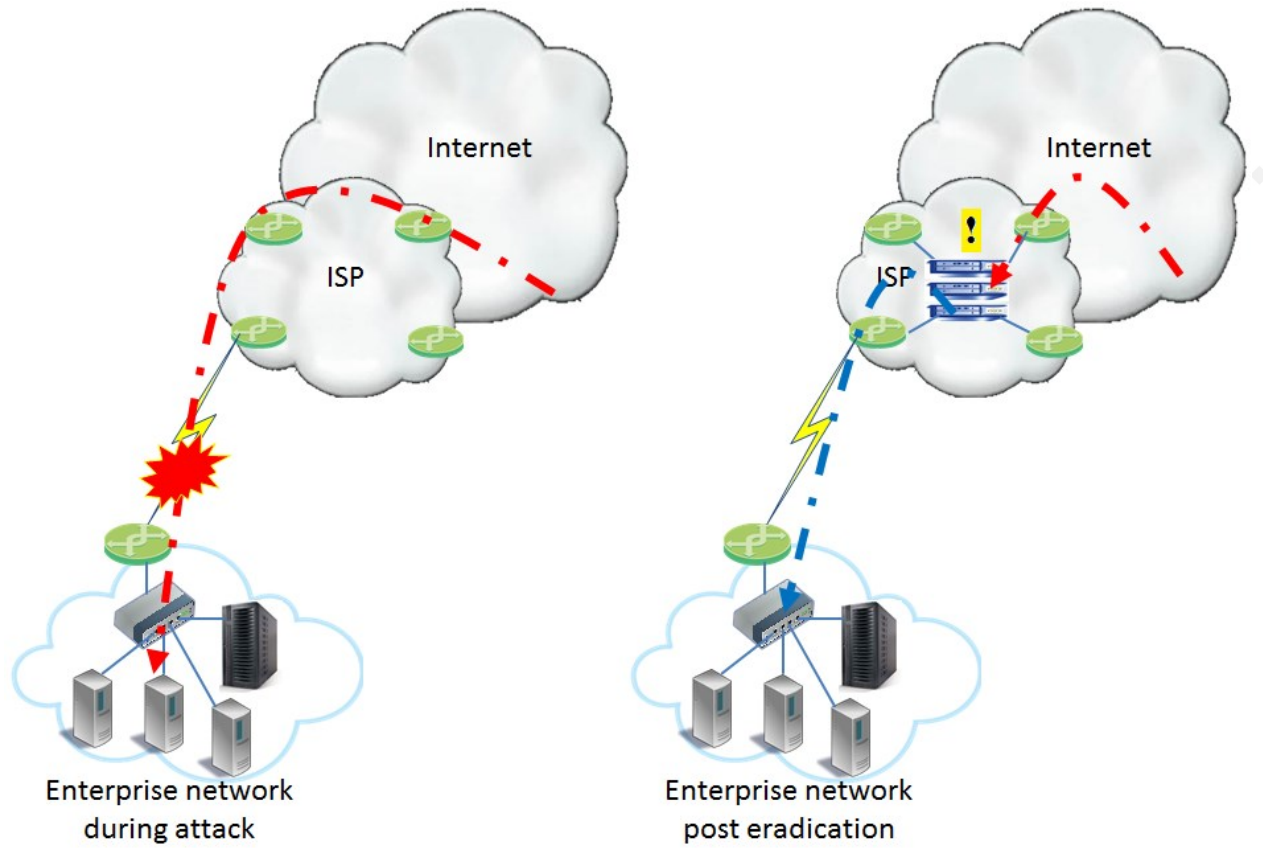 Internet
ISP
Enterprise network
during attack
Internet
!
ISP
Enterprise network
post eradication